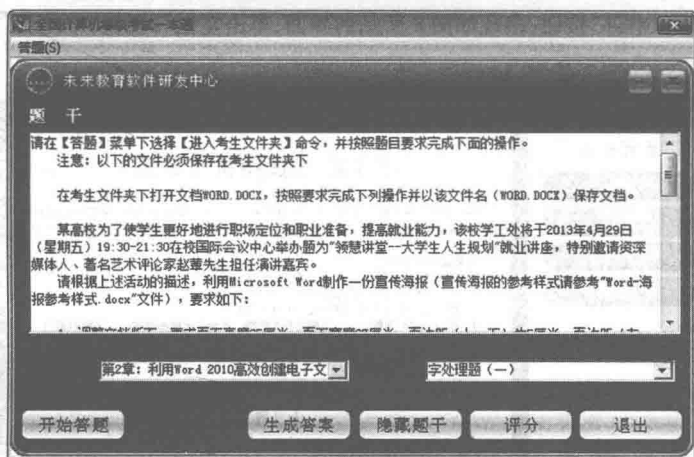 答题(S)
未来教育软件研发中心
题 干
请在【答题】菜单下选择【进入考生文件夹】命令，并按照题目要求完成下面的操作。
注意：以下的文件必须保存在考生文件夹下
在考生文件夹下打开文档WORD.DOCX，按照要求完成下列操作并以该文件名（WORD.DOCX）保存文档。
某高校为了使学生更好地进行职场定位和职业准备，提高就业能力，该校学工处将于2013年4月29日
（星期五）19:30-21:30在校国际会议中心举办题为"领慧讲堂--大学生人生规划"就业讲座，特别邀请资深
媒体人、著名艺术评论家赵蕈先生担任演讲嘉宾。
请根据上述活动的描述，利用Microsoft Word制作一份宣传海报（宣传海报的参考样式请参考"Word-海
报参考样式.docx"文件），要求如下：
第2章：利用Word 2010高效创建电子文
字处理题（一）
开始答题
生成答案
隐藏题干
评分
退出